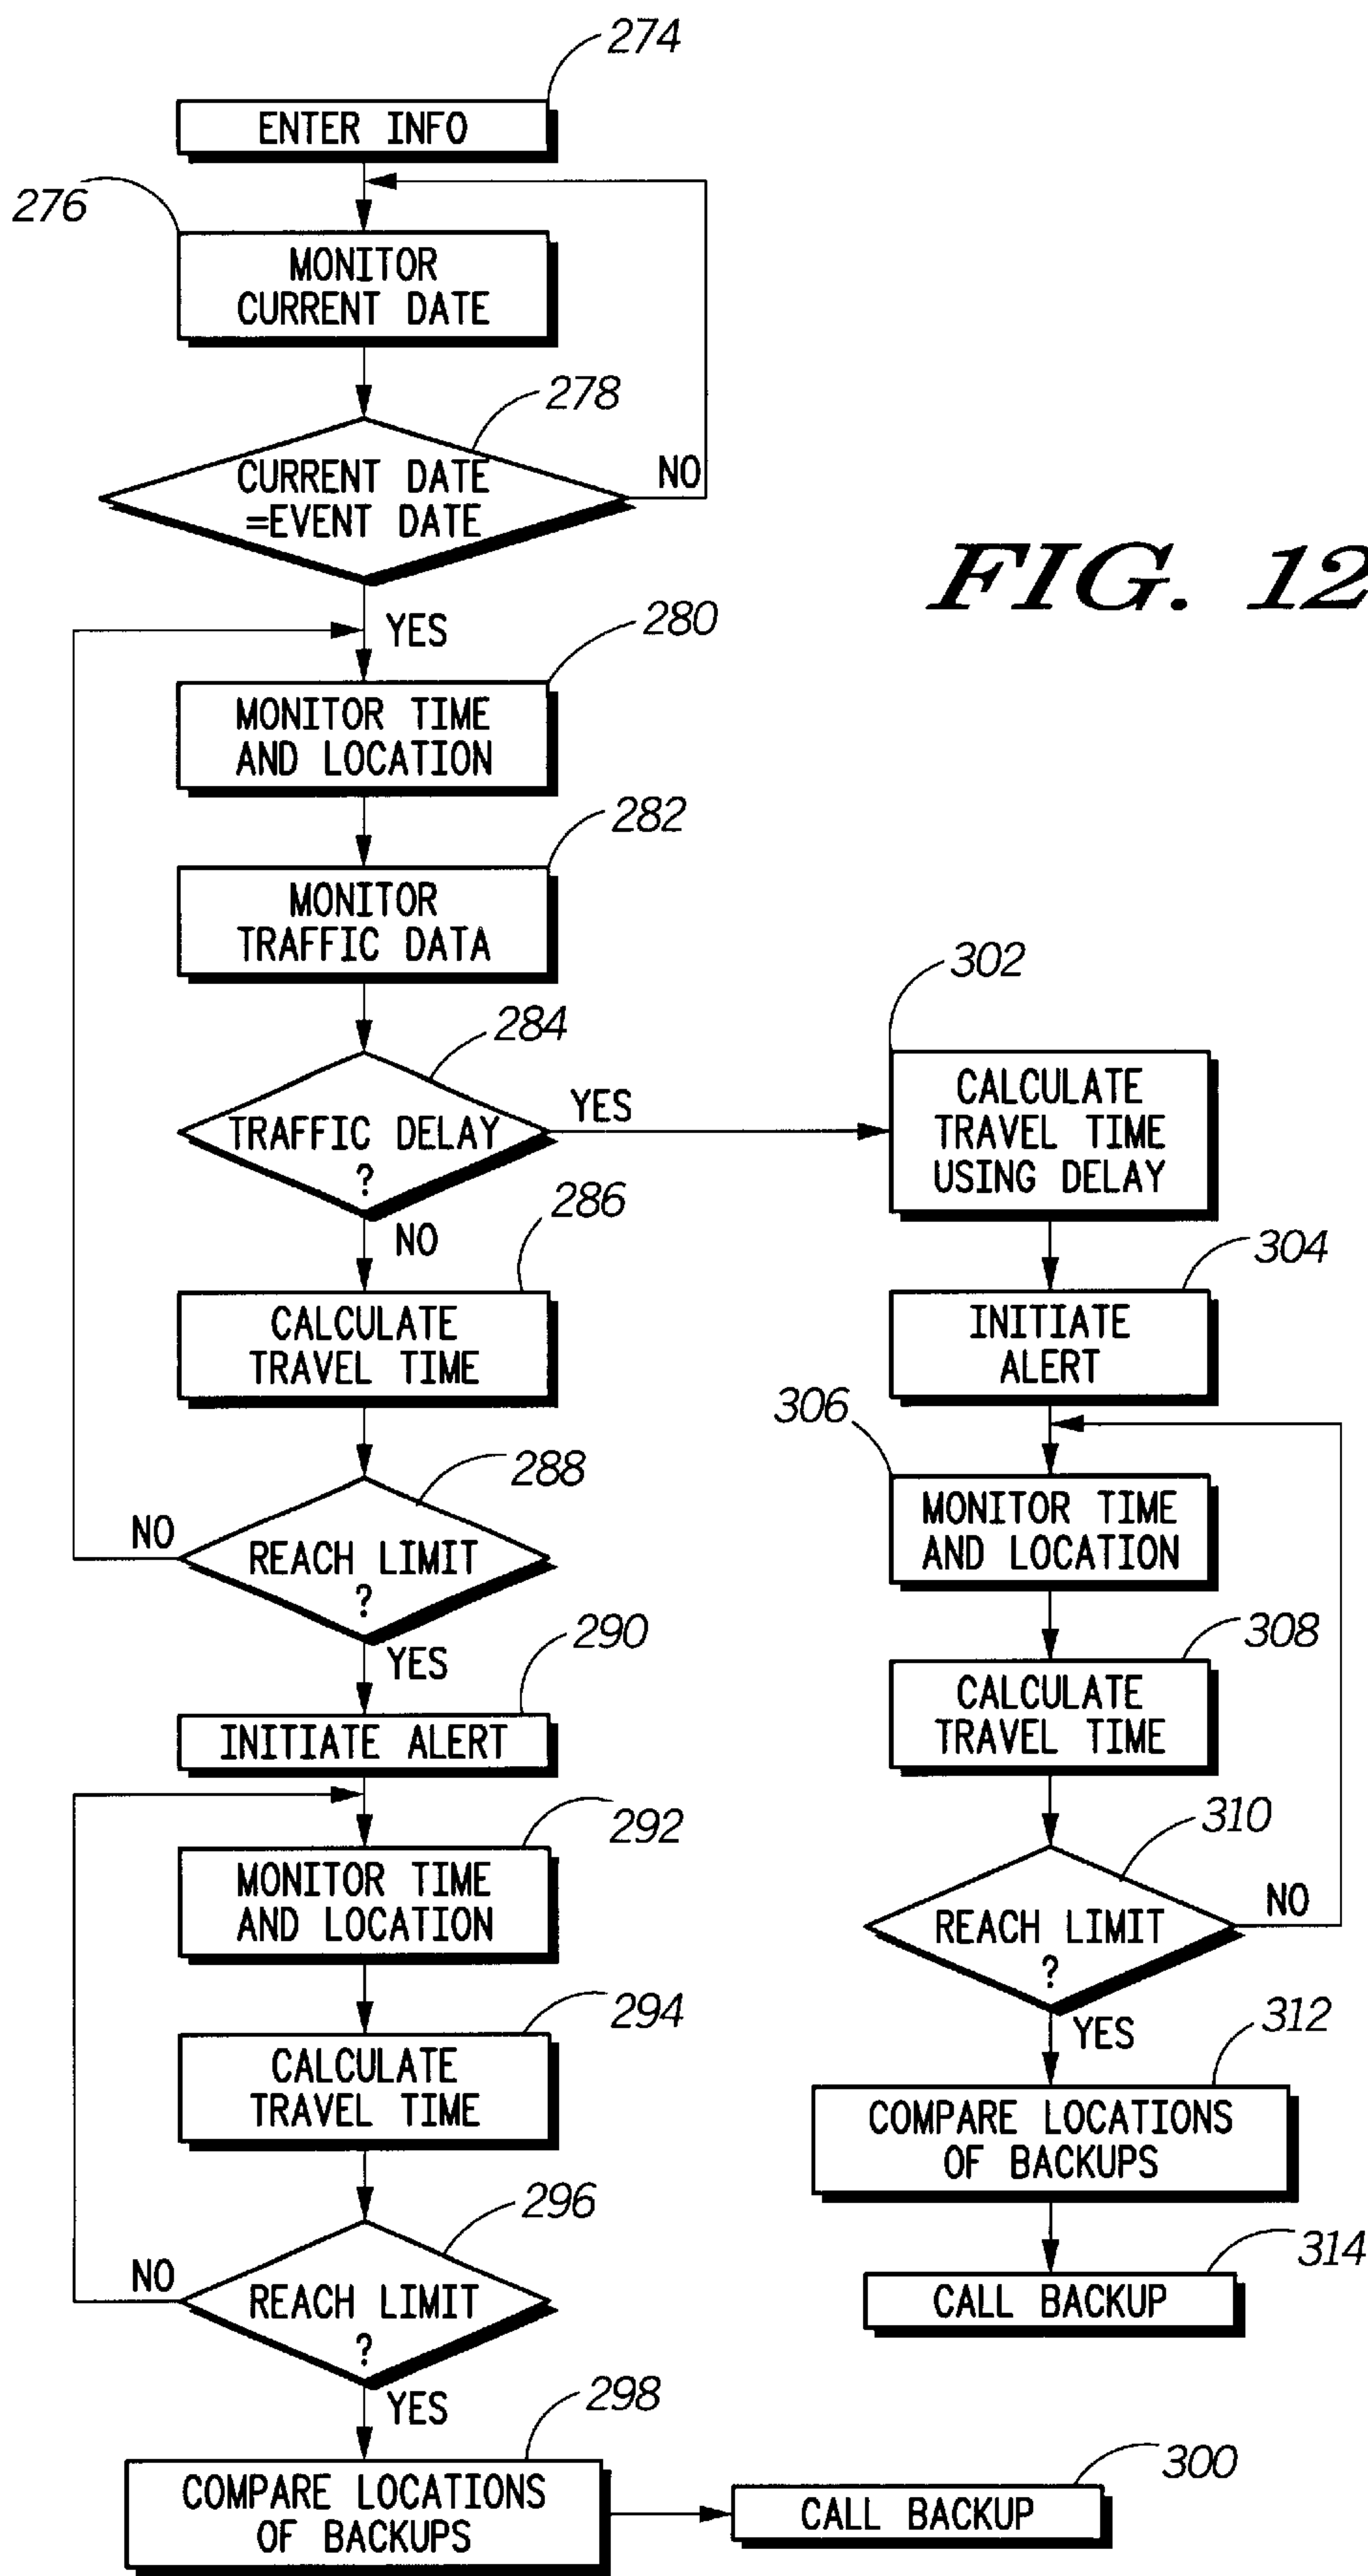 274
ENTER INFO
276
MONITOR
CURRENT DATE
278
CURRENT DATE
=EVENT DATE
NO
FIG. 12
YES
280
MONITOR TIME
AND LOCATION
282
MONITOR
TRAFFIC DATA
284
TRAFFIC DELAY
?
YES
NO
286
CALCULATE
TRAVEL TIME
288
REACH LIMIT
?
NO
YES
290
INITIATE ALERT
292
MONITOR TIME
AND LOCATION
294
CALCULATE
TRAVEL TIME
296
REACH LIMIT
?
NO
YES
298
COMPARE LOCATIONS
OF BACKUPS
300
CALL BACKUP
302
CALCULATE
TRAVEL TIME
USING DELAY
304
INITIATE
ALERT
306
MONITOR TIME
AND LOCATION
308
CALCULATE
TRAVEL TIME
310
REACH LIMIT
?
NO
YES
312
COMPARE LOCATIONS
OF BACKUPS
314
CALL BACKUP